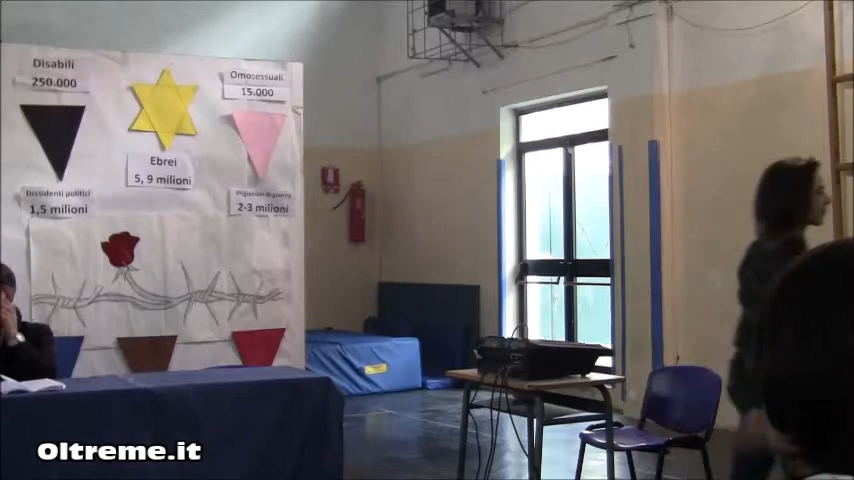 Disabili
250.000
Omosessuali
15.000
Ebrei
5, 9 milioni
Dissidenti politici
1,5 milioni
Prigionieri di guerra
2-3 milioni
Oltreme.it